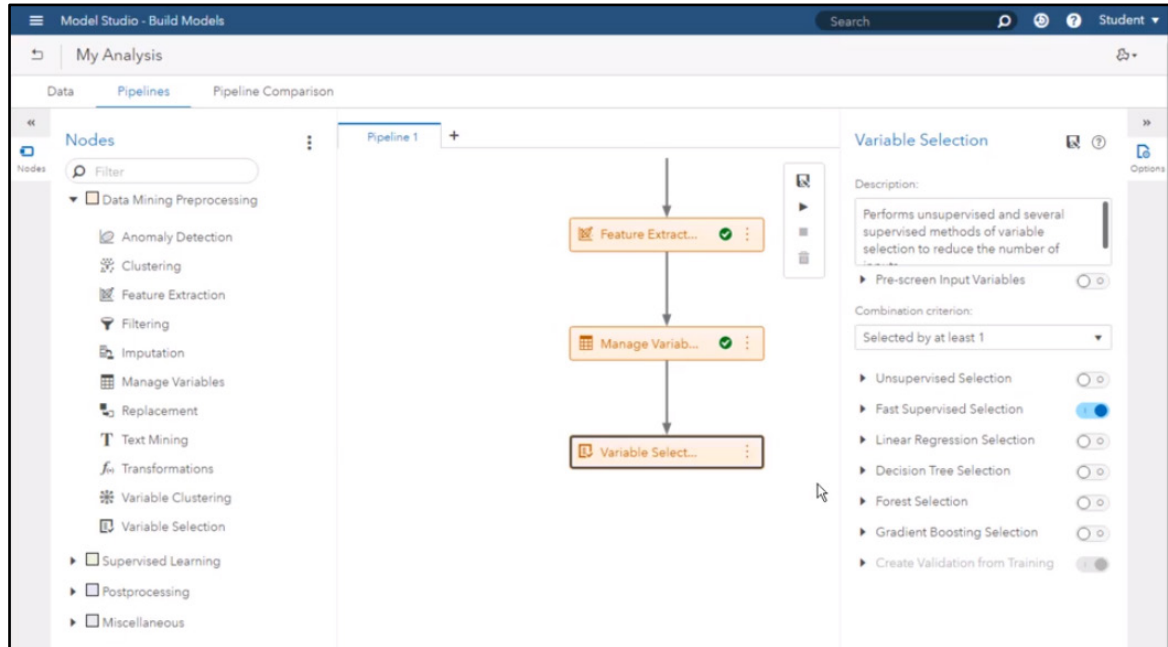 Model Studio - Build Models
Search
Student
My Analysis
Data
Pipelines
Pipeline Comparison
Nodes
Nodes
Filter
Data Mining Preprocessing
Anomaly Detection
Clustering
Feature Extraction
Filtering
Imputation
Manage Variables
Replacement
Text Mining
Transformations
Variable Clustering
Variable Selection
Supervised Learning
Postprocessing
Miscellaneous
Pipeline 1
Feature Extract...
Manage Variab...
Variable Select...
Variable Selection
Options
Description:
Performs unsupervised and several
supervised methods of variable
selection to reduce the number of
Pre-screen Input Variables
Combination criterion:
Selected by at least 1
Unsupervised Selection
Fast Supervised Selection
Linear Regression Selection
Decision Tree Selection
Forest Selection
Gradient Boosting Selection
Create Validation from Training